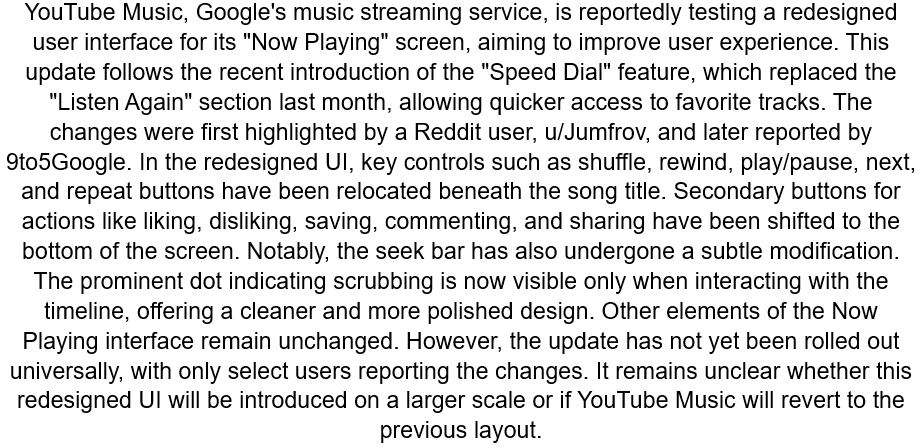 YouTube Music, Google's music streaming service, is reportedly testing a redesigned
user interface for its "Now Playing" screen, aiming to improve user experience. This
update follows the recent introduction of the "Speed Dial" feature, which replaced the
"Listen Again" section last month, allowing quicker access to favorite tracks. The
changes were first highlighted by a Reddit user, u/Jumfrov, and later reported by
9to5Google. In the redesigned UI, key controls such as shuffle, rewind, play/pause, next,
and repeat buttons have been relocated beneath the song title. Secondary buttons for
actions like liking, disliking, saving, commenting, and sharing have been shifted to the
bottom of the screen. Notably, the seek bar has also undergone a subtle modification.
The prominent dot indicating scrubbing is now visible only when interacting with the
timeline, offering a cleaner and more polished design. Other elements of the Now
Playing interface remain unchanged. However, the update has not yet been rolled out
universally, with only select users reporting the changes. It remains unclear whether this
redesigned UI will be introduced on a larger scale or if YouTube Music will revert to the
previous layout.